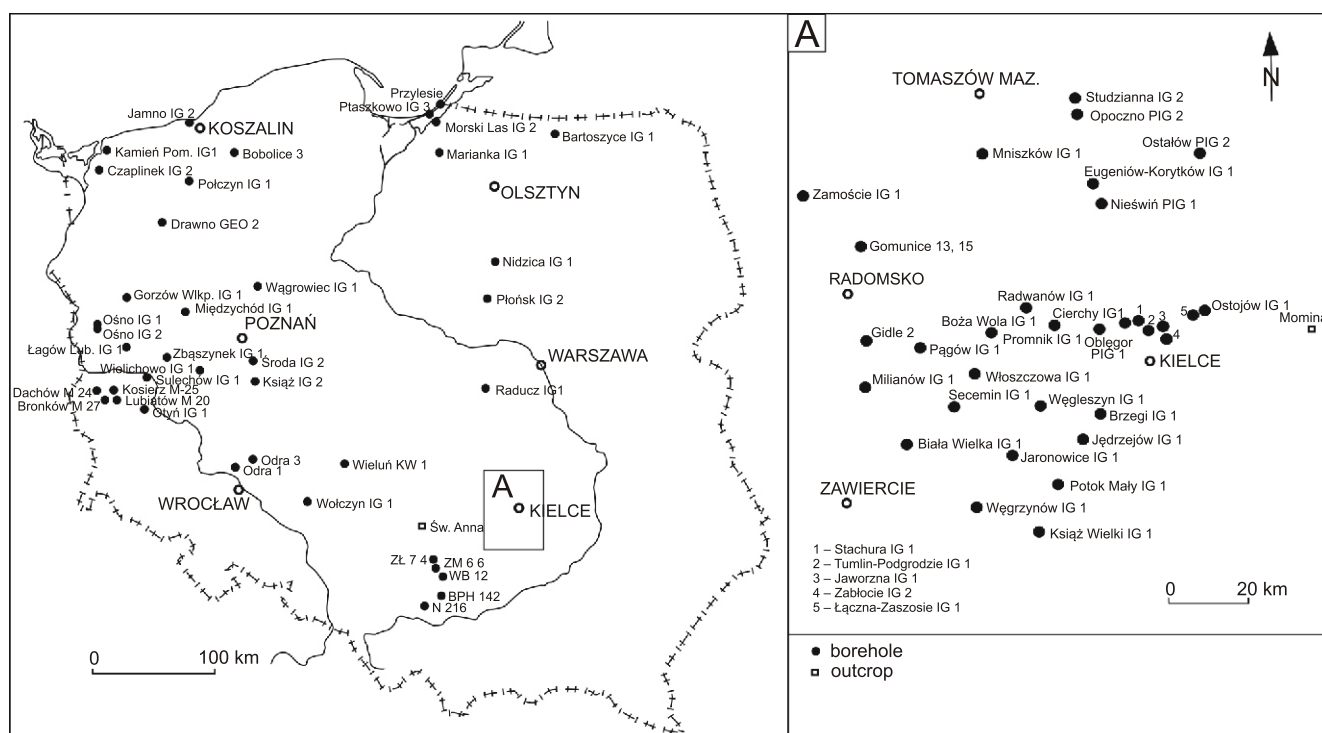 Przylesie
Ptaszkowo IG 3
Jamno IG 2
KOSZALIN
Morski Las IG 2
Bartoszyce IG 1
Kamień Pom. IG1
Bobolice 3
Marianka IG 1
Czaplinek IG 2
Połczyn IG 1
OLSZTYN
Drawno GEO 2
Nidzica IG 1
Wągrowiec IG 1
Gorzów Wlkp. IG 1
Płońsk IG 2
Międzychód IG 1
Ośno IG 1
POZNAŃ
Ośno IG 2
Łagów Lub. IG 1
Zbąszynek IG 1
WARSZAWA
Środa IG 2
Wiolichowo IG 1
Sulechów IG 1
Książ IG 2
Dachów M 24
Kosierz M-25
Raducz IG1
Bronków M 27
Lubiatów M 20
Otyń IG 1
Odra 3
Wieluń KW 1
Odra 1
WROCŁAW
Wołczyn IG 1
A
KIELCE
Św. Anna
ZŁ 7 4
ZM 6 6
WB 12
BPH 142
N 216
0 100 km
A
N
TOMASZÓW MAZ.
Studzianna IG 2
Opoczno PIG 2
Mniszków IG 1
Ostałów PIG 2
Eugeniów-Korytków IG 1
Zamoście IG 1
Nieświń PIG 1
Gomunice 13, 15
RADOMSKO
Radwanów IG 1
Cierchy IG1
1
2
3
4
5
Ostojów IG 1
Momina
Boża Wola IG 1
Promnik IG 1
Oblęgor
PIG 1
Gidle 2
Pągów IG 1
KIELCE
Milianów IG 1
Włoszczowa IG 1
Secemin IG 1
Węgleszyn IG 1
Brzegi IG 1
Biała Wielka IG 1
Jędrzejów IG 1
Jaronowice IG 1
ZAWIERCIE
Potok Mały IG 1
Węgrzynów IG 1
Książ Wielki IG 1
1 – Stachura IG 1
2 – Tumlin-Podgrodzie IG 1
3 – Jaworzna IG 1
4 – Zabłocie IG 2
5 – Łączna-Zaszosie IG 1
0 20 km
borehole
outcrop